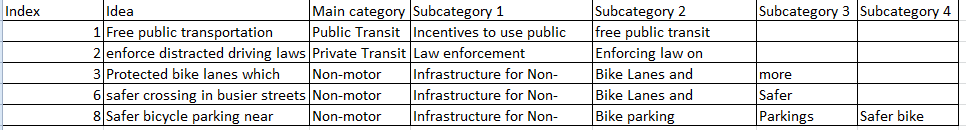 Index Idea Main category Subcategory 1 Subcategory 2 Subcategory 3 Subcategory 4
1 Free public transportation Public Transit Incentives to use public free public transit
2 enforce distracted driving laws Private Transit Law enforcement Enforcing law on
3 Protected bike lanes which Non-motor Infrastructure for Non- Bike Lanes and more
6 safer crossing in busier streets Non-motor Infrastructure for Non- Bike Lanes and Safer
8 Safer bicycle parking near Non-motor Infrastructure for Non- Bike parking Parkings Safer bike